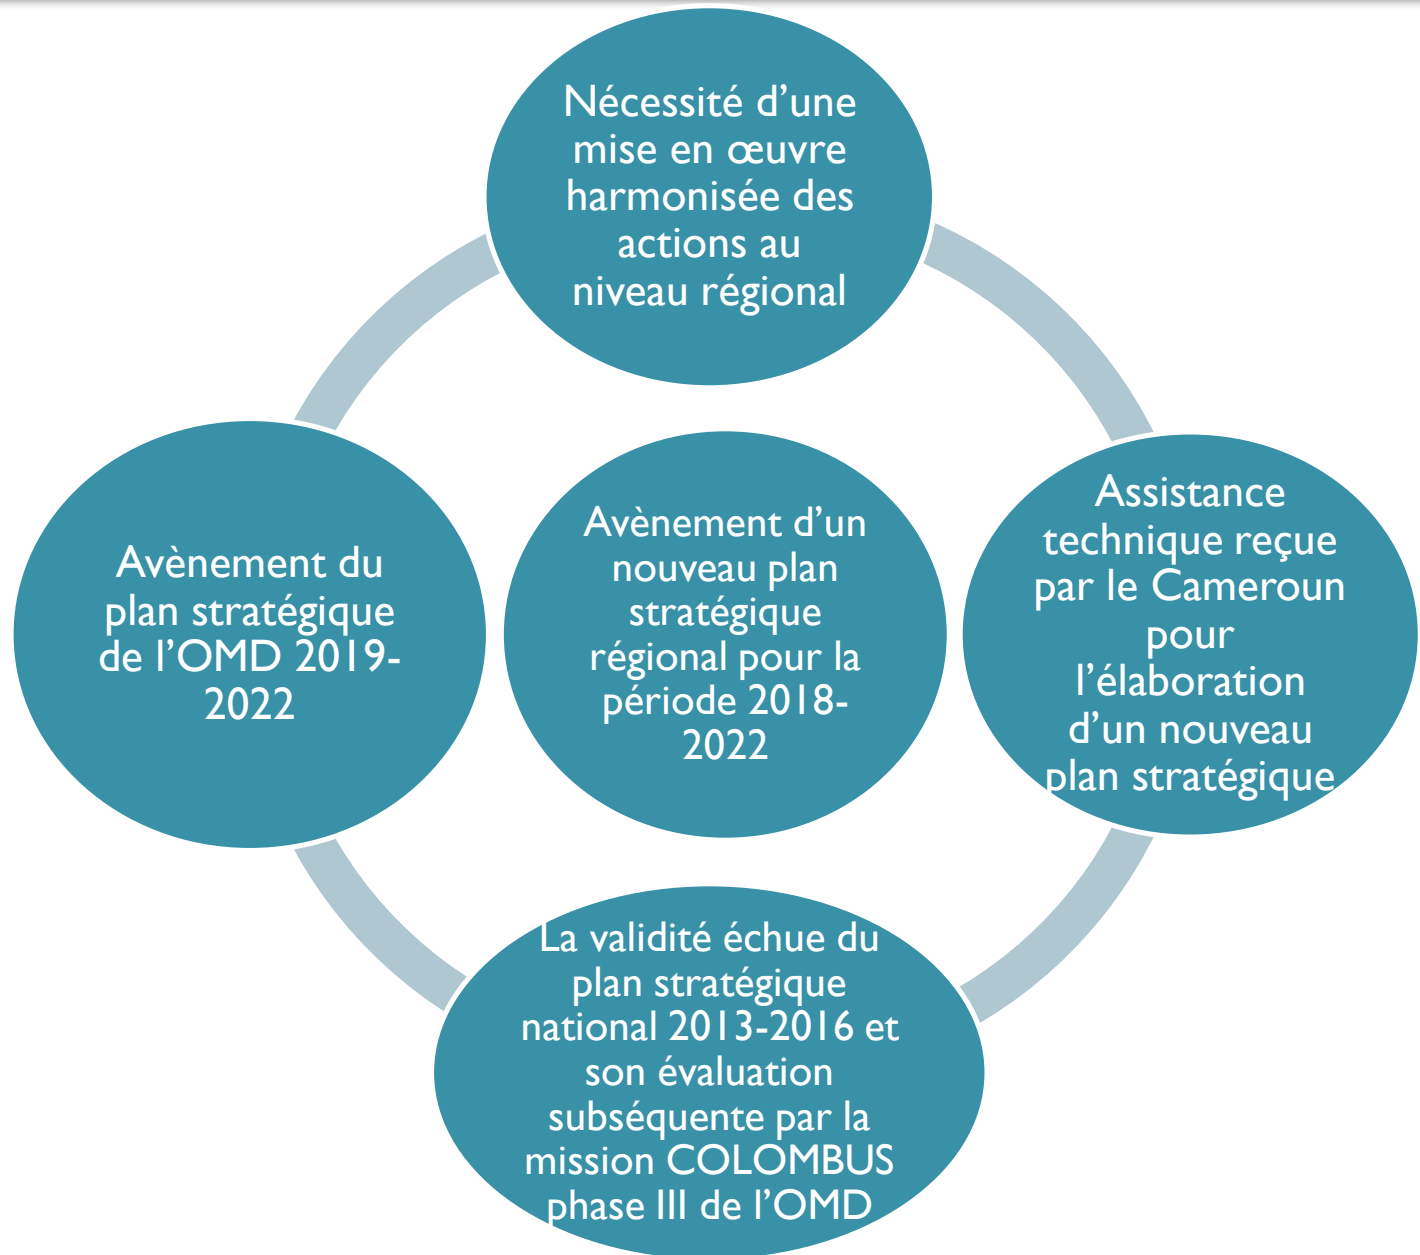 Nécessité d’une
mise en œuvre
harmonisée des
actions au
niveau régional
Avènement du
plan stratégique
de l’OMD 2019-
2022
Avènement d’un
nouveau plan
stratégique
régional pour la
période 2018-
2022
Assistance
technique reçue
par le Cameroun
pour
l’élaboration
d’un nouveau
plan stratégique
La validité échue du
plan stratégique
national 2013-2016 et
son évaluation
subséquente par la
mission COLOMBUS
phase III de l’OMD